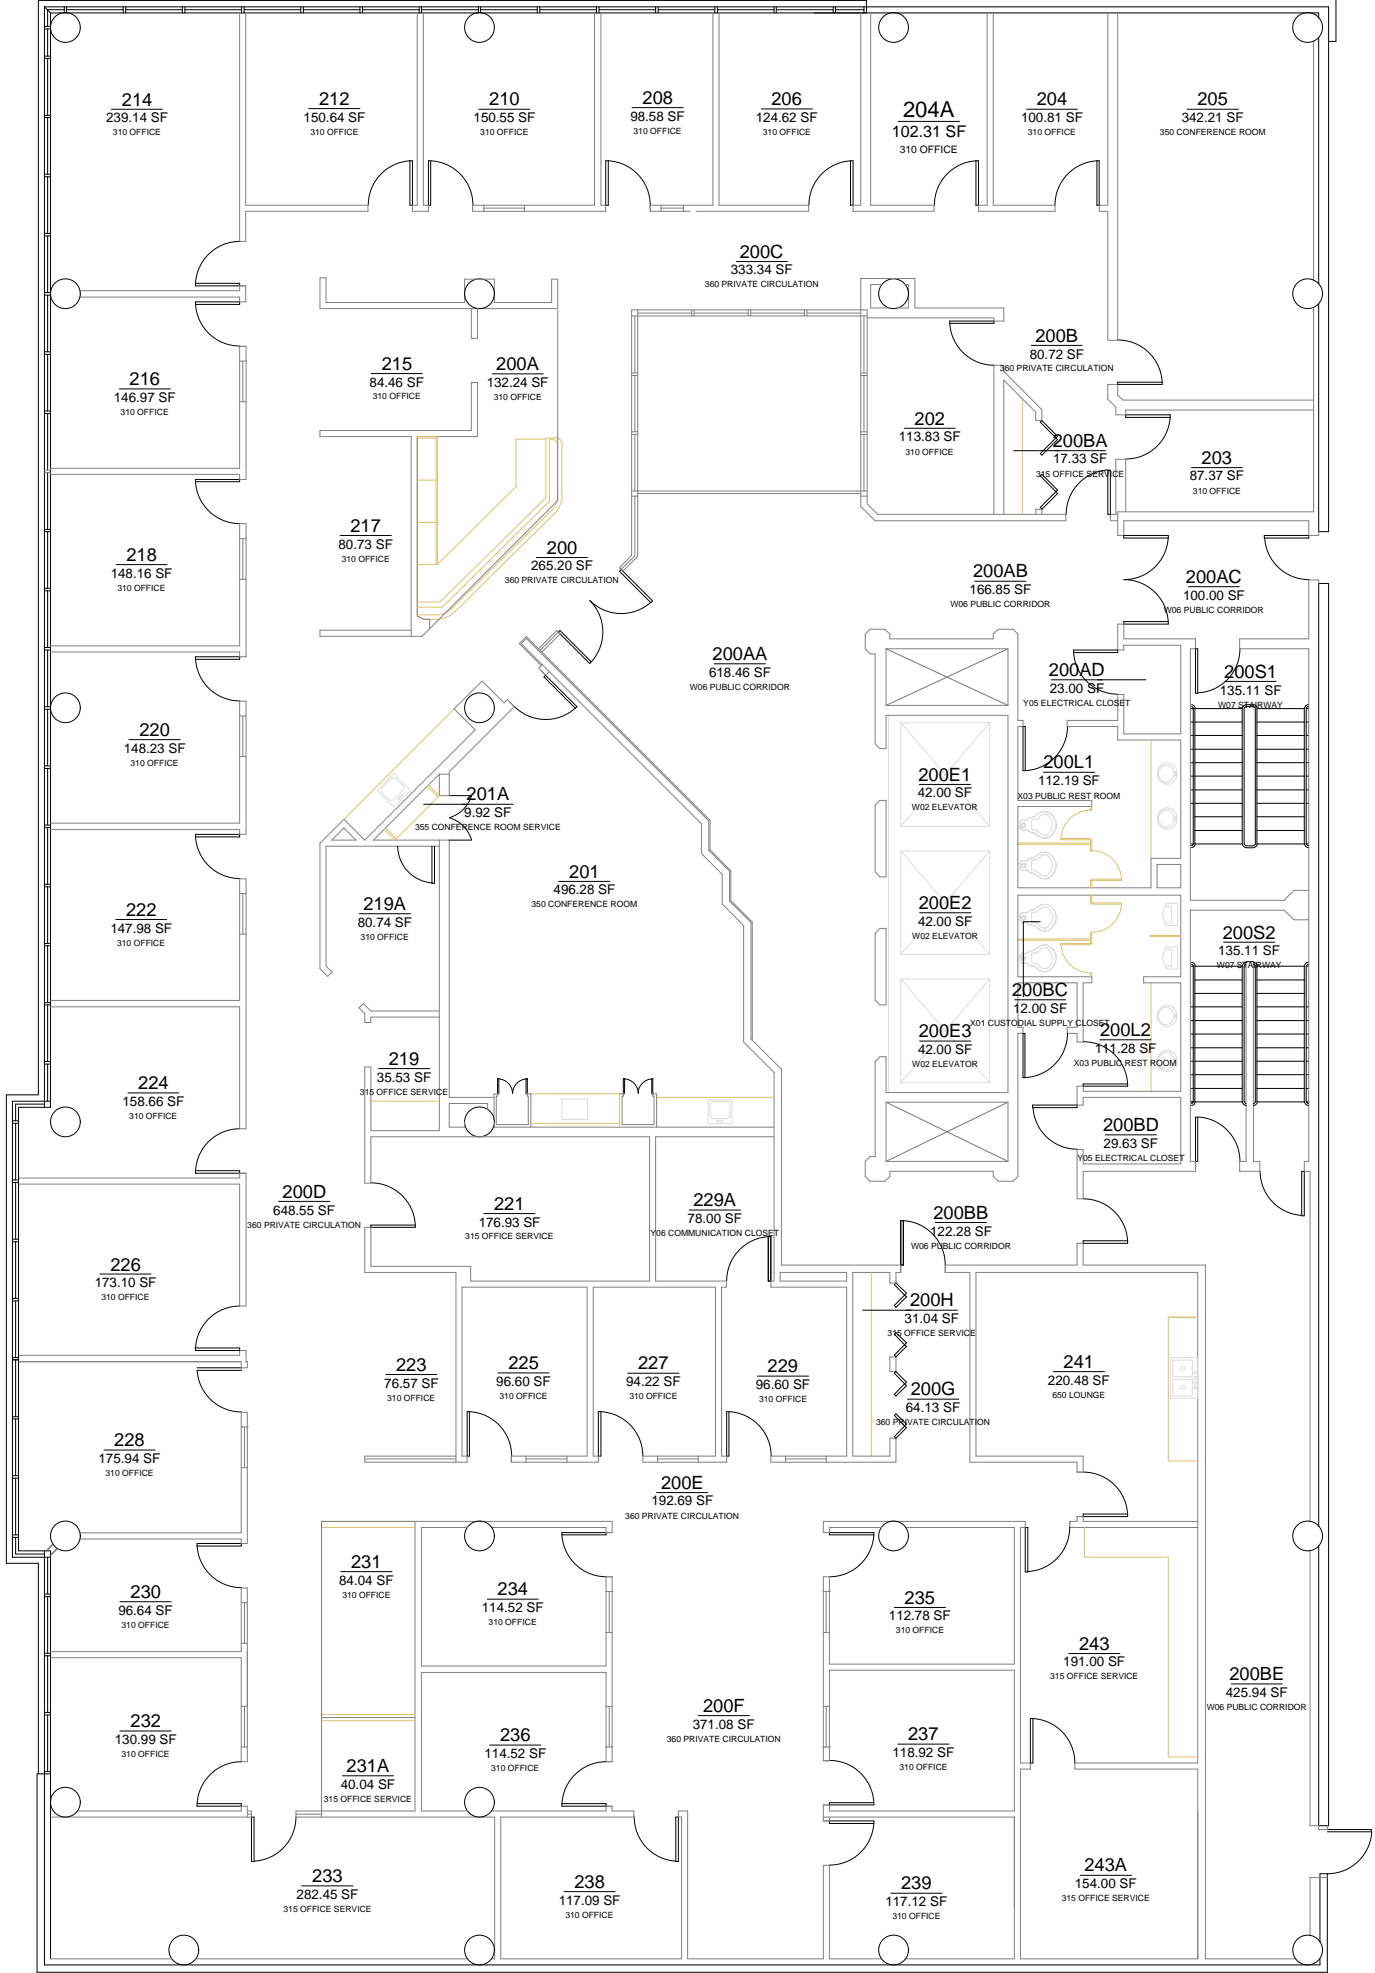 214
239.14 SF
310 OFFICE
212
150.64 SF
310 OFFICE
210
150.55 SF
310 OFFICE
208
98.58 SF
310 OFFICE
206
124.62 SF
310 OFFICE
204A
102.31 SF
310 OFFICE
204
100.81 SF
310 OFFICE
205
342.21 SF
350 CONFERENCE ROOM
200C
333.34 SF
360 PRIVATE CIRCULATION
216
146.97 SF
310 OFFICE
215
84.46 SF
310 OFFICE
200A
132.24 SF
310 OFFICE
200B
80.72 SF
360 PRIVATE CIRCULATION
202
113.83 SF
310 OFFICE
200BA
17.33 SF
315 OFFICE SERVICE
203
87.37 SF
310 OFFICE
218
148.16 SF
310 OFFICE
217
80.73 SF
310 OFFICE
200
265.20 SF
360 PRIVATE CIRCULATION
200AB
166.85 SF
W06 PUBLIC CORRIDOR
200AC
100.00 SF
W06 PUBLIC CORRIDOR
200AA
618.46 SF
W06 PUBLIC CORRIDOR
200AD
23.00 SF
Y05 ELECTRICAL CLOSET
200S1
135.11 SF
W07 STAIRWAY
220
148.23 SF
310 OFFICE
201A
9.92 SF
355 CONFERENCE ROOM SERVICE
200E1
42.00 SF
W02 ELEVATOR
200L1
112.19 SF
X03 PUBLIC REST ROOM
222
147.98 SF
310 OFFICE
219A
80.74 SF
310 OFFICE
201
496.28 SF
350 CONFERENCE ROOM
200E2
42.00 SF
W02 ELEVATOR
200S2
135.11 SF
W07 STAIRWAY
200BC
12.00 SF
X01 CUSTODIAL SUPPLY CLOSET
200E3
42.00 SF
W02 ELEVATOR
200L2
111.28 SF
X03 PUBLIC REST ROOM
224
158.66 SF
310 OFFICE
219
35.53 SF
315 OFFICE SERVICE
200BD
29.63 SF
Y05 ELECTRICAL CLOSET
200D
648.55 SF
360 PRIVATE CIRCULATION
221
176.93 SF
315 OFFICE SERVICE
229A
78.00 SF
Y06 COMMUNICATION CLOSET
200BB
122.28 SF
W06 PUBLIC CORRIDOR
226
173.10 SF
310 OFFICE
200H
31.04 SF
315 OFFICE SERVICE
223
76.57 SF
310 OFFICE
225
96.60 SF
310 OFFICE
227
94.22 SF
310 OFFICE
229
96.60 SF
310 OFFICE
200G
64.13 SF
360 PRIVATE CIRCULATION
241
220.48 SF
650 LOUNGE
228
175.94 SF
310 OFFICE
200E
192.69 SF
360 PRIVATE CIRCULATION
230
96.64 SF
310 OFFICE
231
84.04 SF
310 OFFICE
234
114.52 SF
310 OFFICE
235
112.78 SF
310 OFFICE
243
191.00 SF
315 OFFICE SERVICE
200BE
425.94 SF
W06 PUBLIC CORRIDOR
232
130.99 SF
310 OFFICE
231A
40.04 SF
315 OFFICE SERVICE
236
114.52 SF
310 OFFICE
200F
371.08 SF
360 PRIVATE CIRCULATION
237
118.92 SF
310 OFFICE
233
282.45 SF
315 OFFICE SERVICE
238
117.09 SF
310 OFFICE
239
117.12 SF
310 OFFICE
243A
154.00 SF
315 OFFICE SERVICE